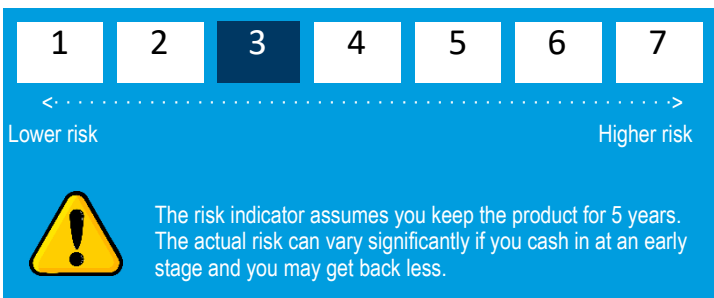 1 2 3 4 5 6 7
Lower risk Higher risk
The risk indicator assumes you keep the product for 5 years.
The actual risk can vary significantly if you cash in at an early
stage and you may get back less.